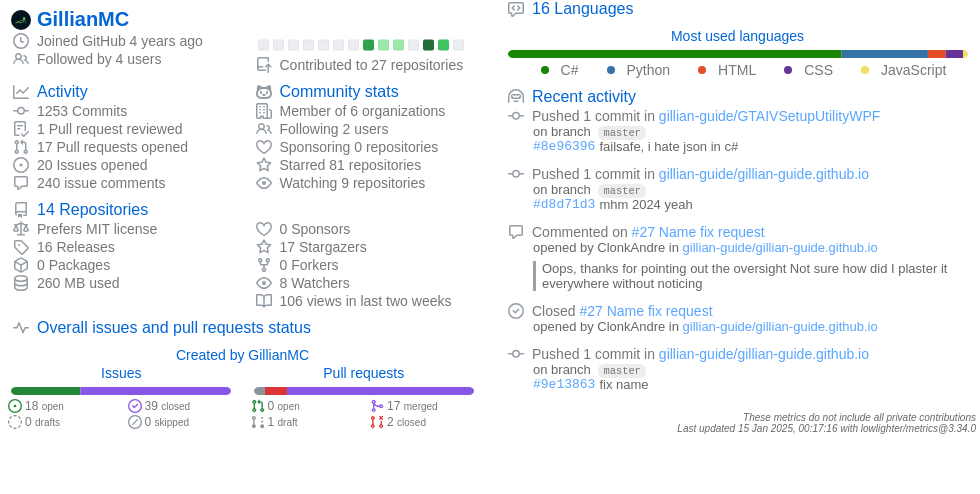 GillianMC
Joined GitHub 4 years ago
Followed by 4 users
Contributed to 27 repositories
Activity
1253 Commits
1 Pull request reviewed
17 Pull requests opened
20 Issues opened
240 issue comments
Community stats
Member of 6 organizations
Following 2 users
Sponsoring 0 repositories
Starred 81 repositories
Watching 9 repositories
14 Repositories
Prefers MIT license
16 Releases
0 Packages
260 MB used
0 Sponsors
17 Stargazers
0 Forkers
8 Watchers
106 views in last two weeks
Overall issues and pull requests status
Created by GillianMC
Issues
18 open
39 closed
0 drafts
0 skipped
Pull requests
0 open
17 merged
1 draft
2 closed
16 Languages
Most used languages
C# Python HTML CSS JavaScript
Recent activity
Pushed 1 commit in gillian-guide/GTAIVSetupUtilityWPF
on branch master
#8e96396 failsafe, i hate json in c#
Pushed 1 commit in gillian-guide/gillian-guide.github.io
on branch master
#d8d71d3 mhm 2024 yeah
Commented on #27 Name fix request
opened by ClonkAndre in gillian-guide/gillian-guide.github.io
Oops, thanks for pointing out the oversight Not sure how did I plaster it
everywhere without noticing
Closed #27 Name fix request
opened by ClonkAndre in gillian-guide/gillian-guide.github.io
Pushed 1 commit in gillian-guide/gillian-guide.github.io
on branch master
#9e13863 fix name
These metrics do not include all private contributions
Last updated 15 Jan 2025, 00:17:16 with lowlighter/metrics@3.34.0